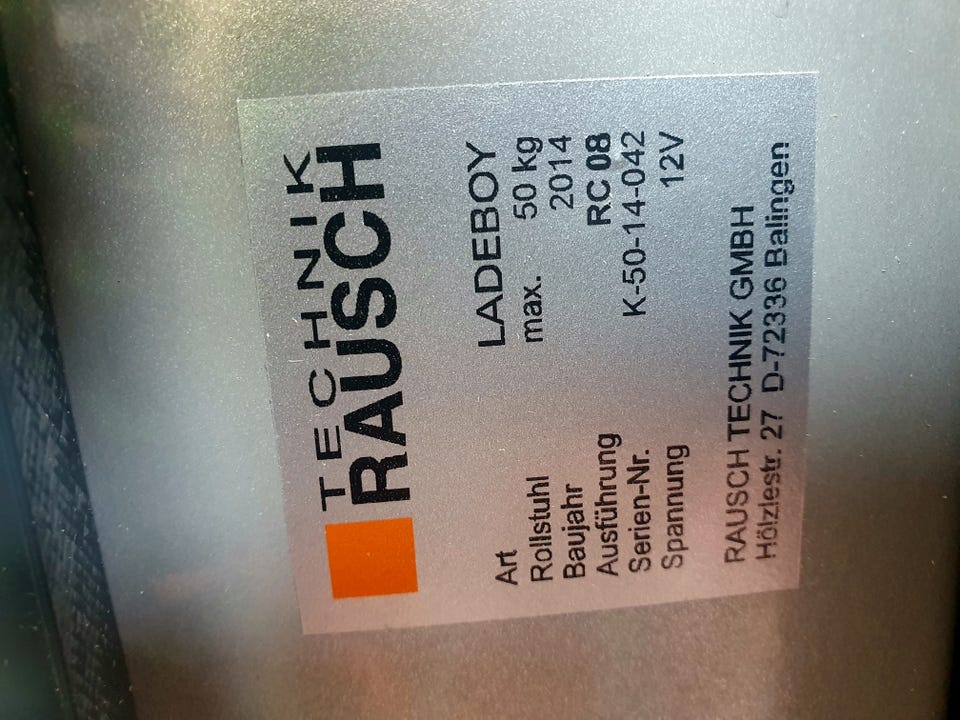 TECHNIK
RAUSCH
Art LADEBOY
Rollstuhl max. 50 kg
Baujahr 2014
Ausführung RC 08
Serien-Nr. K-50-14-042
Spannung 12V
RAUSCH TECHNIK GMBH
Hölzlestr. 27 D-72336 Balingen